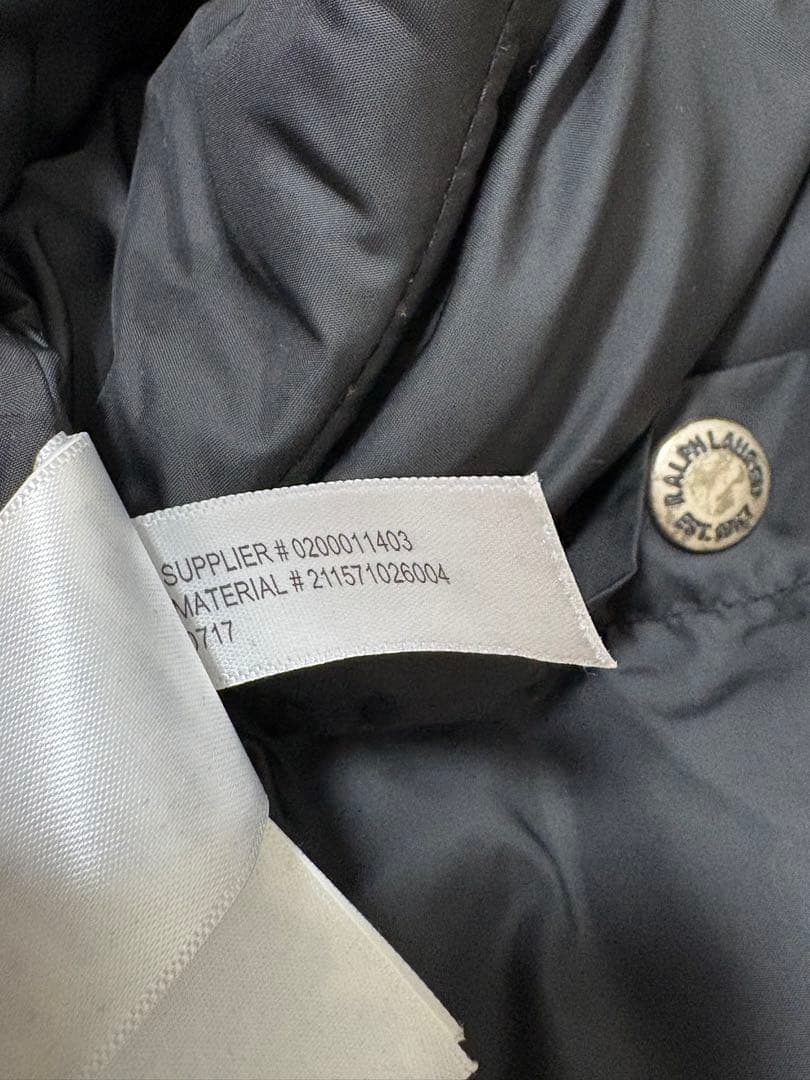 SUPPLIER # 0200011403
MATERIAL # 211571026004
0717
RALPH LAUREN
EST. 1967